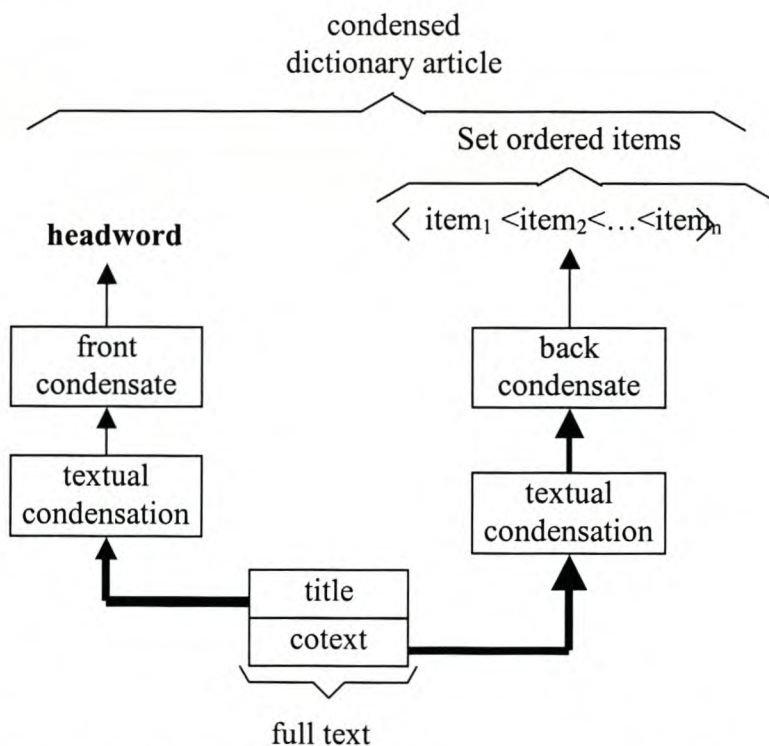 condensed
dictionary article
Set ordered items
⟨ item₁ <item₂<…<itemₙ⟩
headword
front
condensate
back
condensate
textual
condensation
textual
condensation
title
cotext
full text